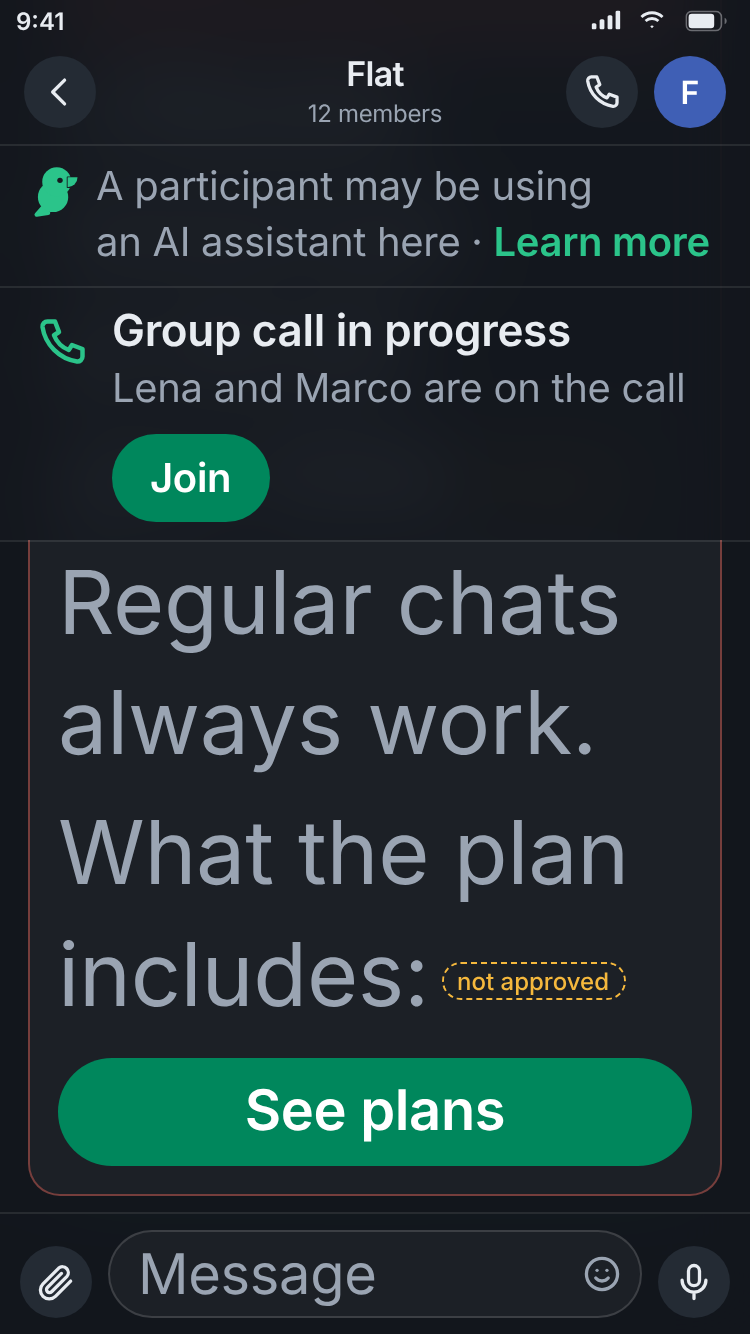 9:41
Flat
12 members
F
A participant may be using
an AI assistant here · Learn more
Group call in progress
Lena and Marco are on the call
Join
Regular chats
always work.
What the plan
includes: not approved
See plans
Message